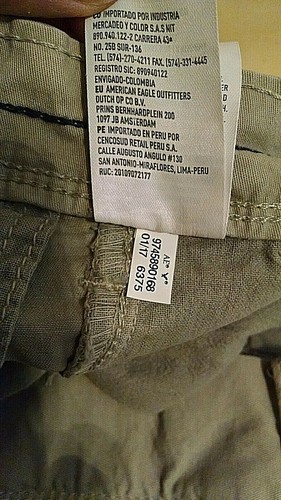 CO IMPORTADO POR INDUSTRIA
MERCADEO Y COLOR S.A.S NIT
890.940.122-2 CARRERA 43ª
NO. 25B SUR-136
TEL. (574)-270-4211 FAX. (574)-331-4445
REGISTRO SIC: 890940122
ENVIGADO-COLOMBIA
EU AMERICAN EAGLE OUTFITTERS
DUTCH OP CO B.V.
PRINS BERNHARDPLEIN 200
1097 JB AMSTERDAM
PE IMPORTADO EN PERU POR
CENCOSUD RETAIL PERU S.A.
CALLE AUGUSTO ANGULO #130
SAN ANTONIO-MIRAFLORES, LIMA-PERU
RUC: 20109072177
9745890168
01/17 6375